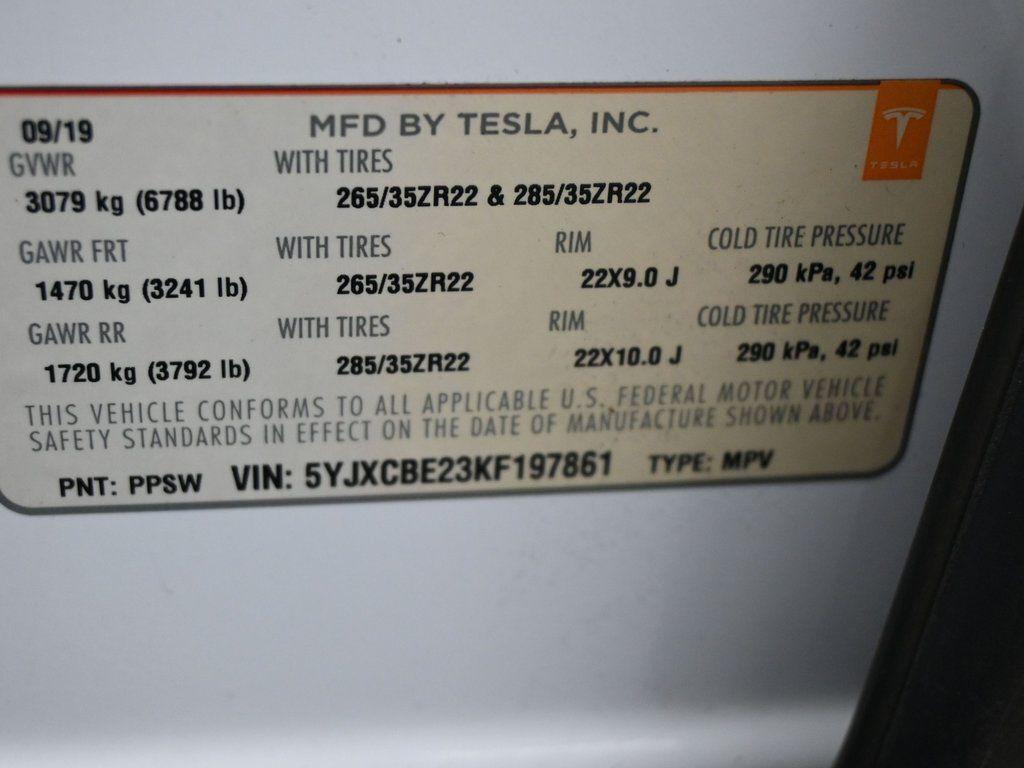 09/19 MFD BY TESLA, INC.
TESLA
GVWR WITH TIRES
3079 kg (6788 lb) 265/35ZR22 & 285/35ZR22
GAWR FRT WITH TIRES RIM COLD TIRE PRESSURE
1470 kg (3241 lb) 265/35ZR22 22X9.0 J 290 kPa, 42 psi
GAWR RR WITH TIRES RIM COLD TIRE PRESSURE
1720 kg (3792 lb) 285/35ZR22 22X10.0 J 290 kPa, 42 psi
THIS VEHICLE CONFORMS TO ALL APPLICABLE U.S. FEDERAL MOTOR VEHICLE
SAFETY STANDARDS IN EFFECT ON THE DATE OF MANUFACTURE SHOWN ABOVE.
PNT: PPSW VIN: 5YJXCBE23KF197861 TYPE: MPV